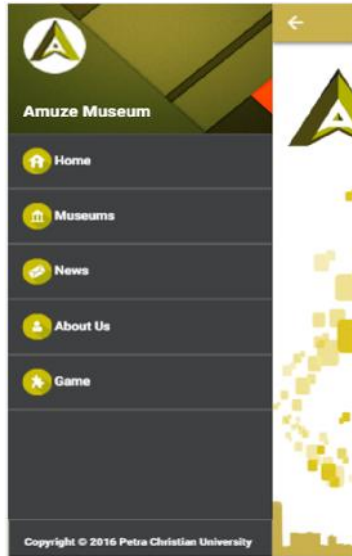 Amuze Museum
Home
Museums
News
About Us
Game
Copyright © 2016 Petra Christian University